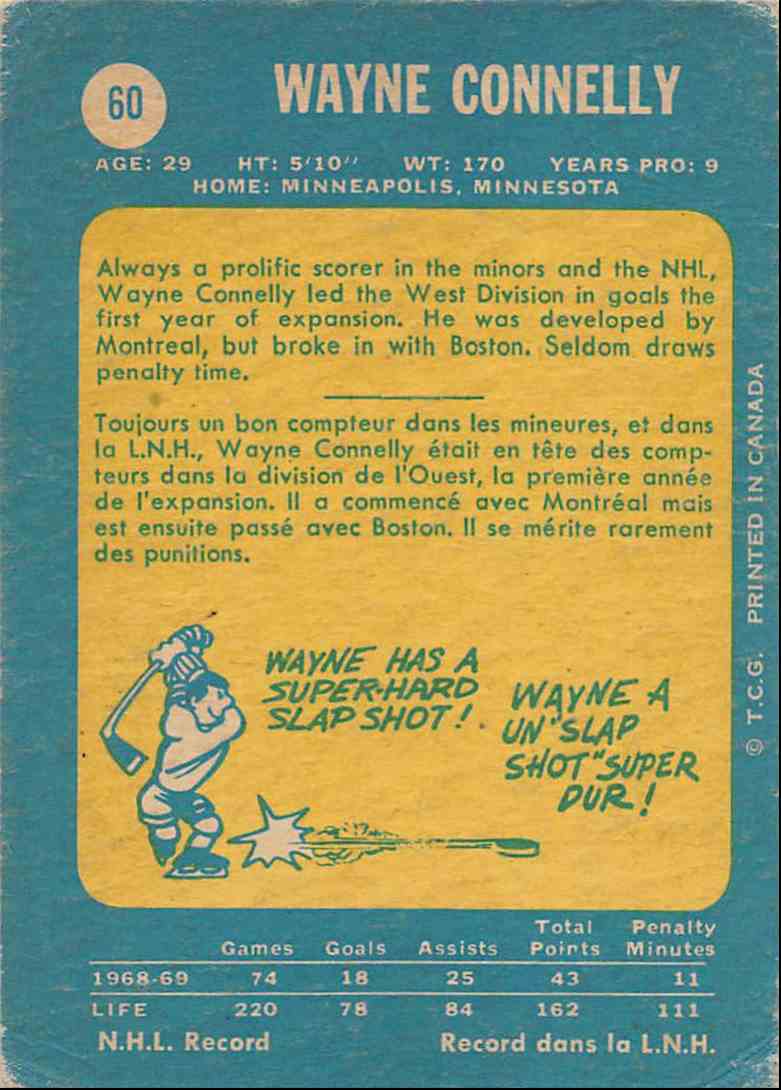 60
WAYNE CONNELLY
AGE: 29 HT: 5'10'' WT: 170 YEARS PRO: 9
HOME: MINNEAPOLIS, MINNESOTA
Always a prolific scorer in the minors and the NHL,
Wayne Connelly led the West Division in goals the
first year of expansion. He was developed by
Montreal, but broke in with Boston. Seldom draws
penalty time.
Toujours un bon compteur dans les mineures, et dans
la L.N.H., Wayne Connelly était en tête des comp-
teurs dans la division de l'Ouest, la première année
de l'expansion. Il a commencé avec Montréal mais
est ensuite passé avec Boston. Il se mérite rarement
des punitions.
WAYNE HAS A
SUPER-HARD
SLAP SHOT!
WAYNE A
UN "SLAP
SHOT" SUPER
DUR!
© T.C.G. PRINTED IN CANADA
Games Goals Assists Total Points Penalty Minutes
1968-69 74 18 25 43 11
LIFE 220 78 84 162 111
N.H.L. Record Record dans la L.N.H.